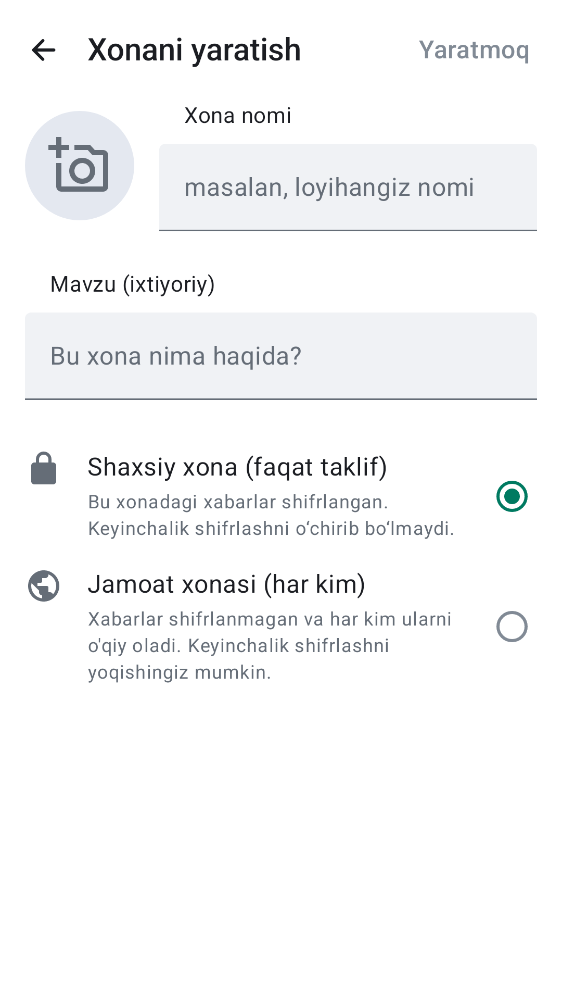 Xonani yaratish
Yaratmoq
Xona nomi
masalan, loyihangiz nomi
Mavzu (ixtiyoriy)
Bu xona nima haqida?
Shaxsiy xona (faqat taklif)
Bu xonadagi xabarlar shifrlangan.
Keyinchalik shifrlashni o‘chirib bo‘lmaydi.
Jamoat xonasi (har kim)
Xabarlar shifrlanmagan va har kim ularni
o'qiy oladi. Keyinchalik shifrlashni
yoqishingiz mumkin.